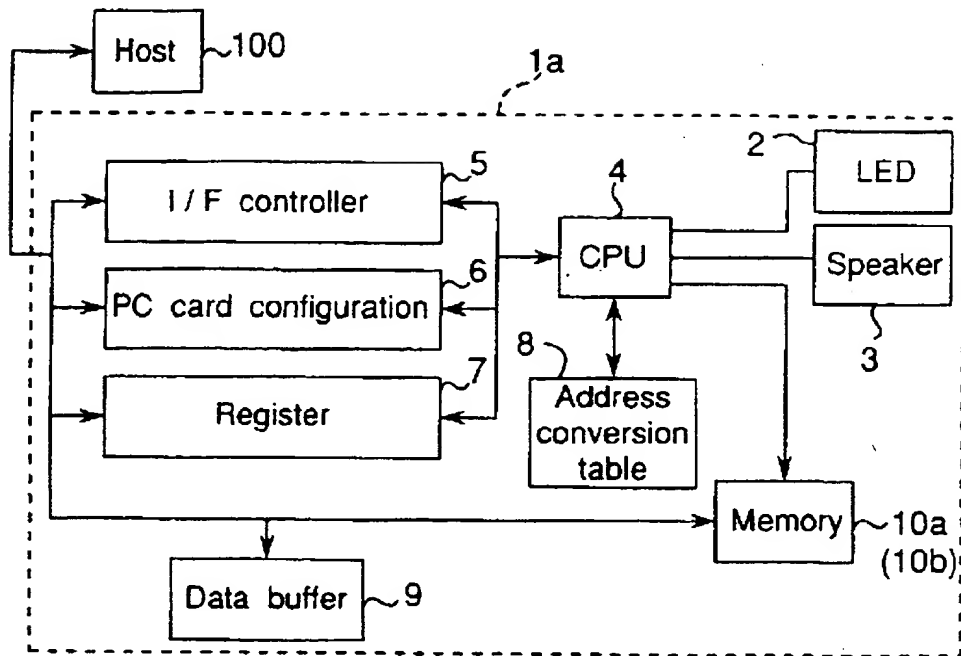 Host
100
1a
I / F controller
5
PC card configuration
6
Register
7
4
CPU
2
LED
Speaker
3
8
Address
conversion
table
Memory
10a
(10b)
Data buffer
9